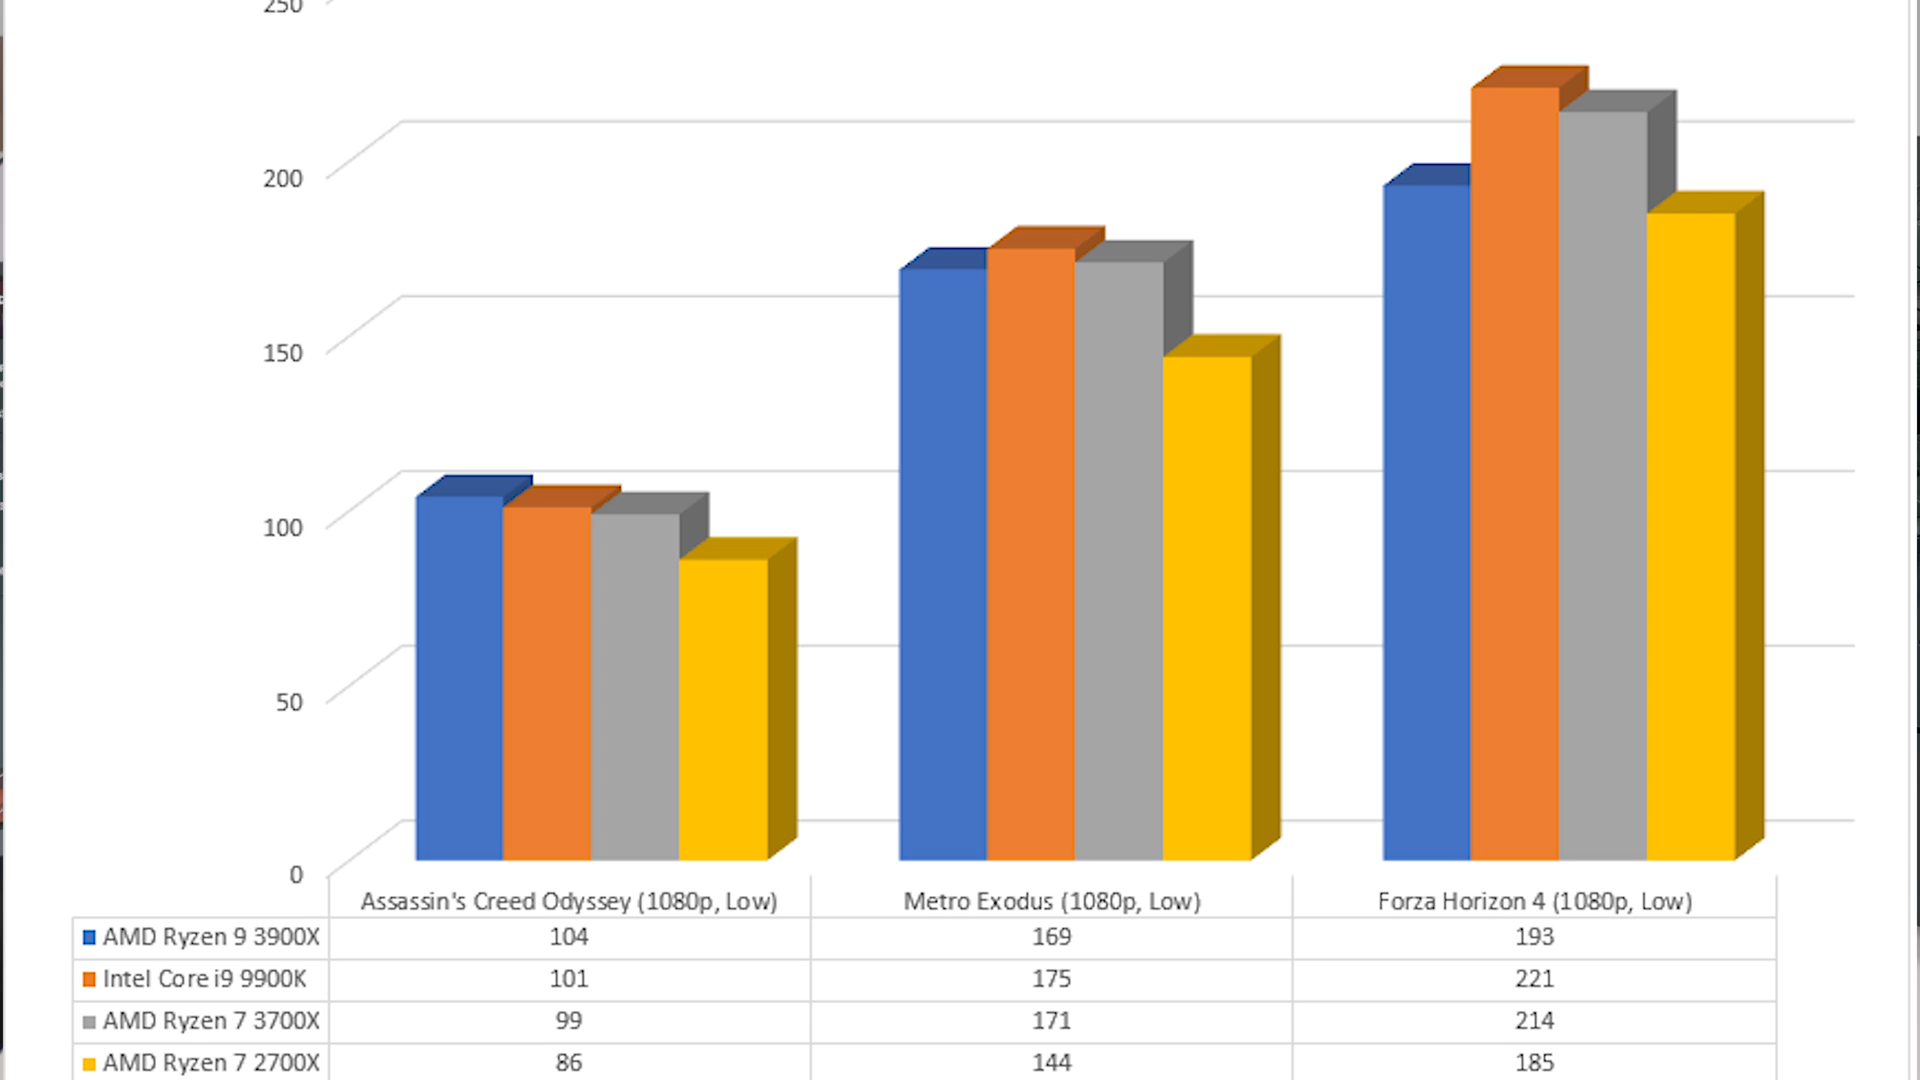 250
200
150
100
50
0
Assassin's Creed Odyssey (1080p, Low) Metro Exodus (1080p, Low) Forza Horizon 4 (1080p, Low)
AMD Ryzen 9 3900X 104 169 193
Intel Core i9 9900K 101 175 221
AMD Ryzen 7 3700X 99 171 214
AMD Ryzen 7 2700X 86 144 185